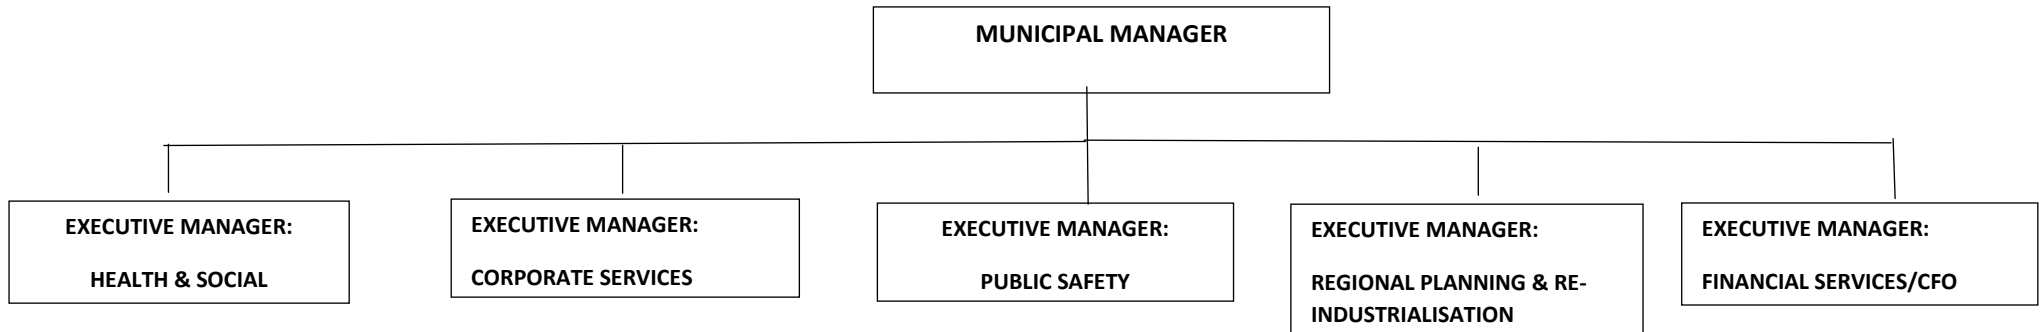 MUNICIPAL MANAGER
EXECUTIVE MANAGER:
HEALTH & SOCIAL
EXECUTIVE MANAGER:
CORPORATE SERVICES
EXECUTIVE MANAGER:
PUBLIC SAFETY
EXECUTIVE MANAGER:
REGIONAL PLANNING & RE-
INDUSTRIALISATION
EXECUTIVE MANAGER:
FINANCIAL SERVICES/CFO